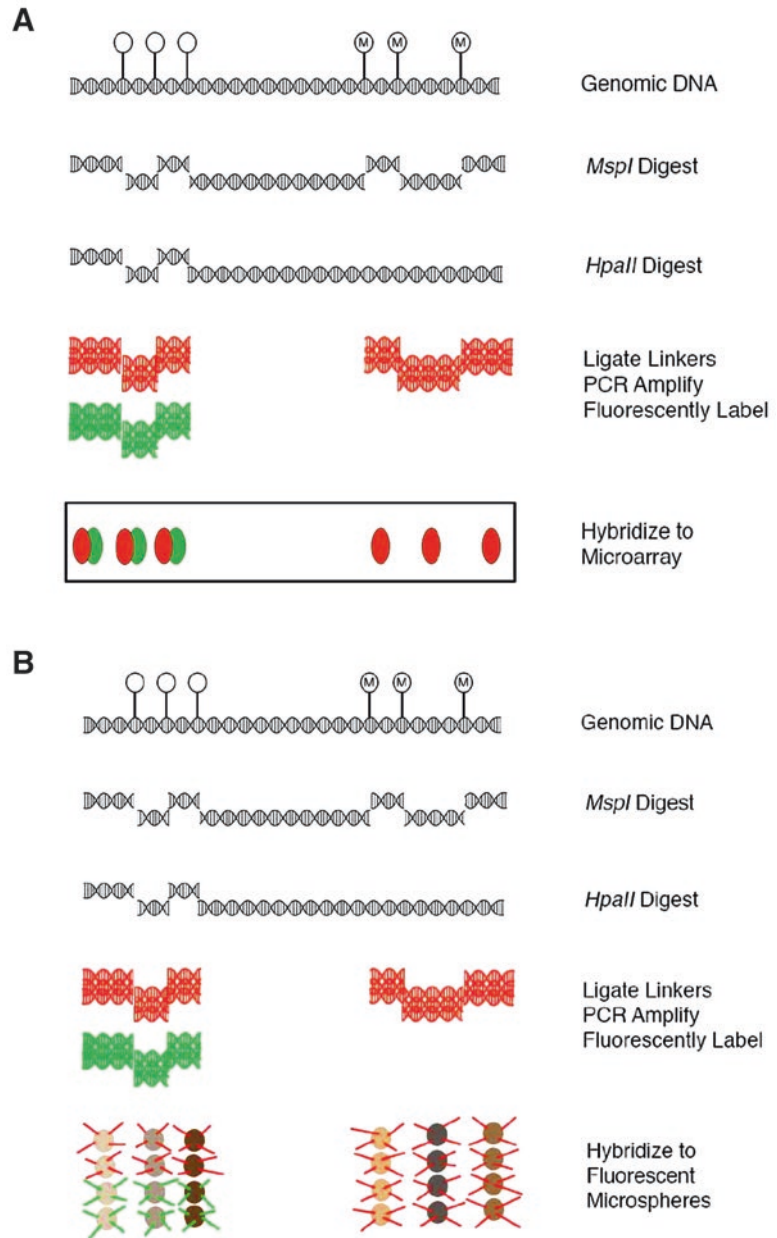 A
M M M
Genomic DNA
MspI Digest
HpaII Digest
Ligate Linkers
PCR Amplify
Fluorescently Label
Hybridize to
Microarray
B
M M M
Genomic DNA
MspI Digest
HpaII Digest
Ligate Linkers
PCR Amplify
Fluorescently Label
Hybridize to
Fluorescent
Microspheres